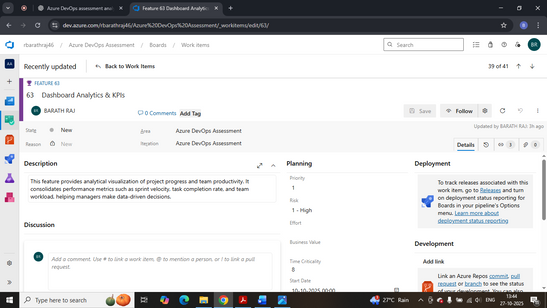 Azure DevOps assessment anal
Feature 63 Dashboard Analytics
dev.azure.com/rbarathraj46/Azure%20DevOps%20Assessment/_workitems/edit/63/
rbarathraj46 / Azure DevOps Assessment / Boards / Work items
Search
BR
AA
Recently updated
Back to Work Items
39 of 41
FEATURE 63
63 Dashboard Analytics & KPIs
BR BARATH RAJ
0 Comments
Add Tag
Save
Follow
Updated by BARATH RAJ: 3h ago
State New
Area Azure DevOps Assessment
Reason New
Iteration Azure DevOps Assessment
Details
3
0
Description
This feature provides analytical visualization of project progress and team productivity. It
consolidates performance metrics such as sprint velocity, task completion rate, and team
workload, helping managers make data-driven decisions.
Discussion
BR
Add a comment. Use # to link a work item, @ to mention a person, or ! to link a pull
request.
Planning
Priority
1
Risk
1 - High
Effort
Business Value
Time Criticality
8
Start Date
10-10-2025 00:00
Deployment
To track releases associated with this
work item, go to Releases and turn
on deployment status reporting for
Boards in your pipeline's Options
menu. Learn more about
deployment status reporting
Development
Add link
Link an Azure Repos commit, pull
request or branch to see the status
of your development. You can also
Type here to search
27°C Rain
ENG
13:44
27-10-2025